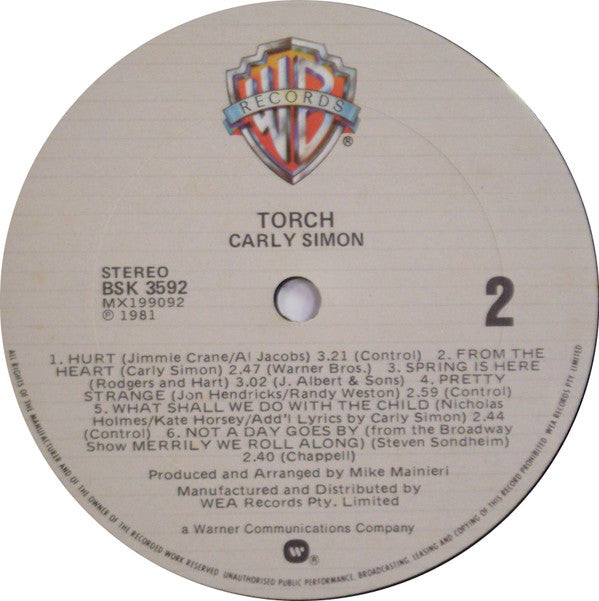 WB
RECORDS
®
TORCH
CARLY SIMON
STEREO
BSK 3592
MX199092
℗ 1981
2
1. HURT (Jimmie Crane/Al Jacobs) 3.21 (Control) 2. FROM THE
HEART (Carly Simon) 2.47 (Warner Bros.) 3. SPRING IS HERE
(Rodgers and Hart) 3.02 (J. Albert & Sons) 4. PRETTY
STRANGE (Jon Hendricks/Randy Weston) 2.59 (Control)
5. WHAT SHALL WE DO WITH THE CHILD (Nicholas
Holmes/Kate Horsey/Add'l Lyrics by Carly Simon) 2.44
(Control) 6. NOT A DAY GOES BY (from the Broadway
Show MERRILY WE ROLL ALONG) (Steven Sondheim)
2.40 (Chappell)
Produced and Arranged by Mike Mainieri
Manufactured and Distributed by
WEA Records Pty. Limited
a Warner Communications Company
®
ALL RIGHTS OF THE MANUFACTURER AND OF THE OWNER OF THE RECORDED WORK RESERVED UNAUTHORISED PUBLIC PERFORMANCE, BROADCASTING, LEASING AND COPYING OF THIS RECORD PROHIBITED. WEA RECORDS PTY. LIMITED